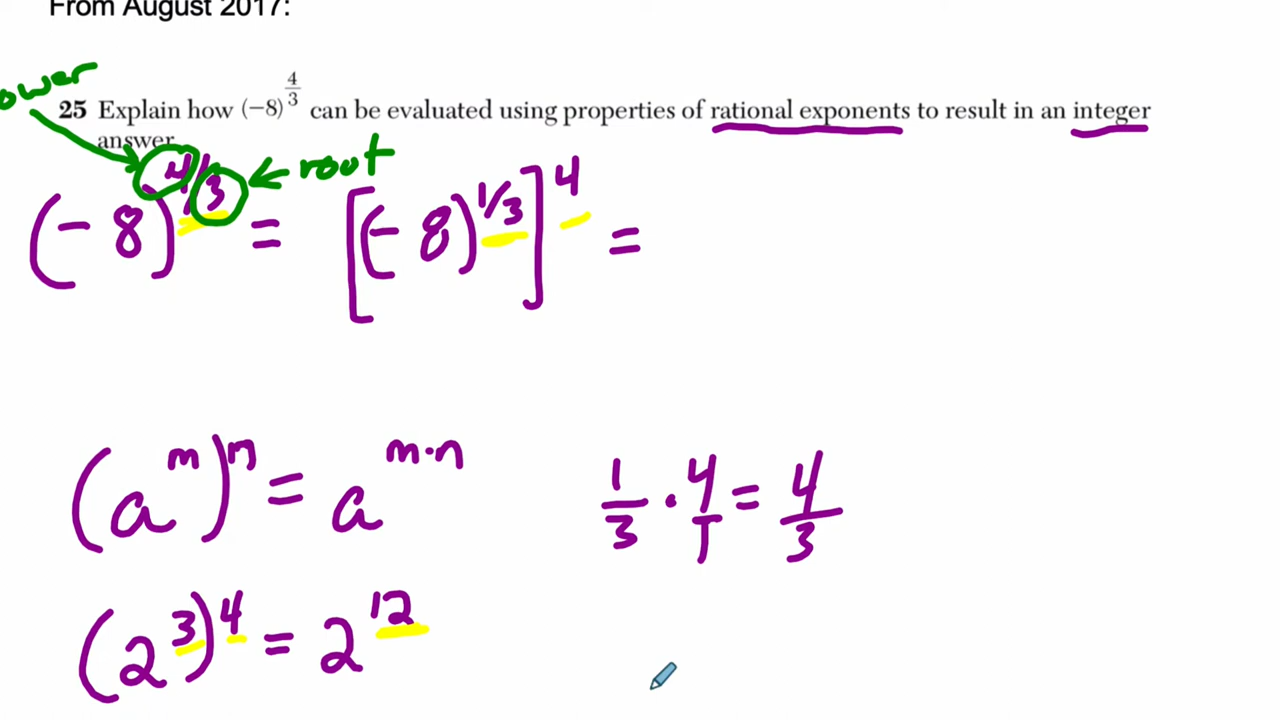 From August 2017:
25 Explain how (−8)^(4/3) can be evaluated using properties of rational exponents to result in an integer
answer.
ower
root
(-8)^4/3 = [(-8)^1/3]^4 =
(a^m)^n = a^m·n
1/3 · 4/1 = 4/3
(2^3)^4 = 2^12